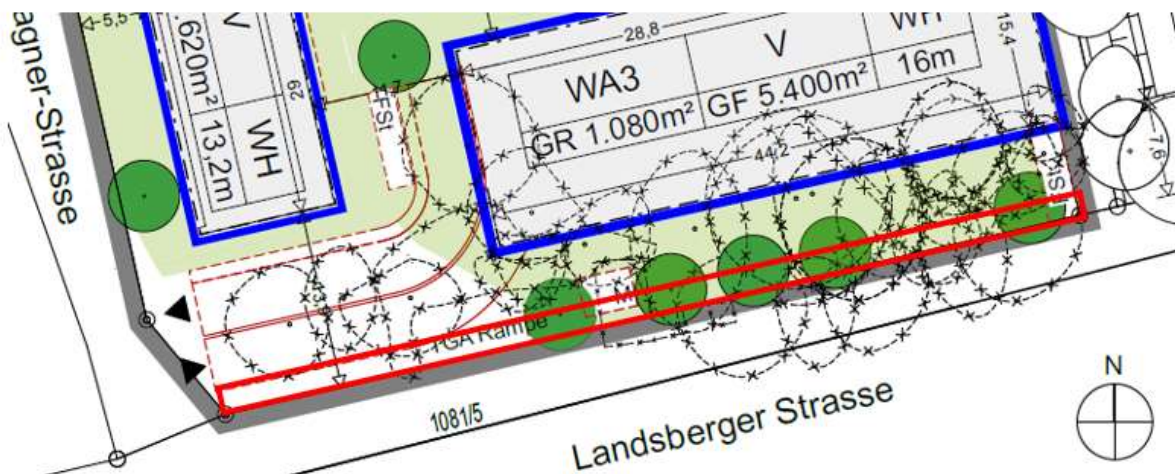 agner-Strasse
5,5
V
.620m²
13,2m
WH
29
FSt
28,8
WA3
V
WH
GR 1.080m²
GF 5.400m²
16m
15,4
44,2
7,6
TGA Rampe
1081/5
Landsberger Strasse
N